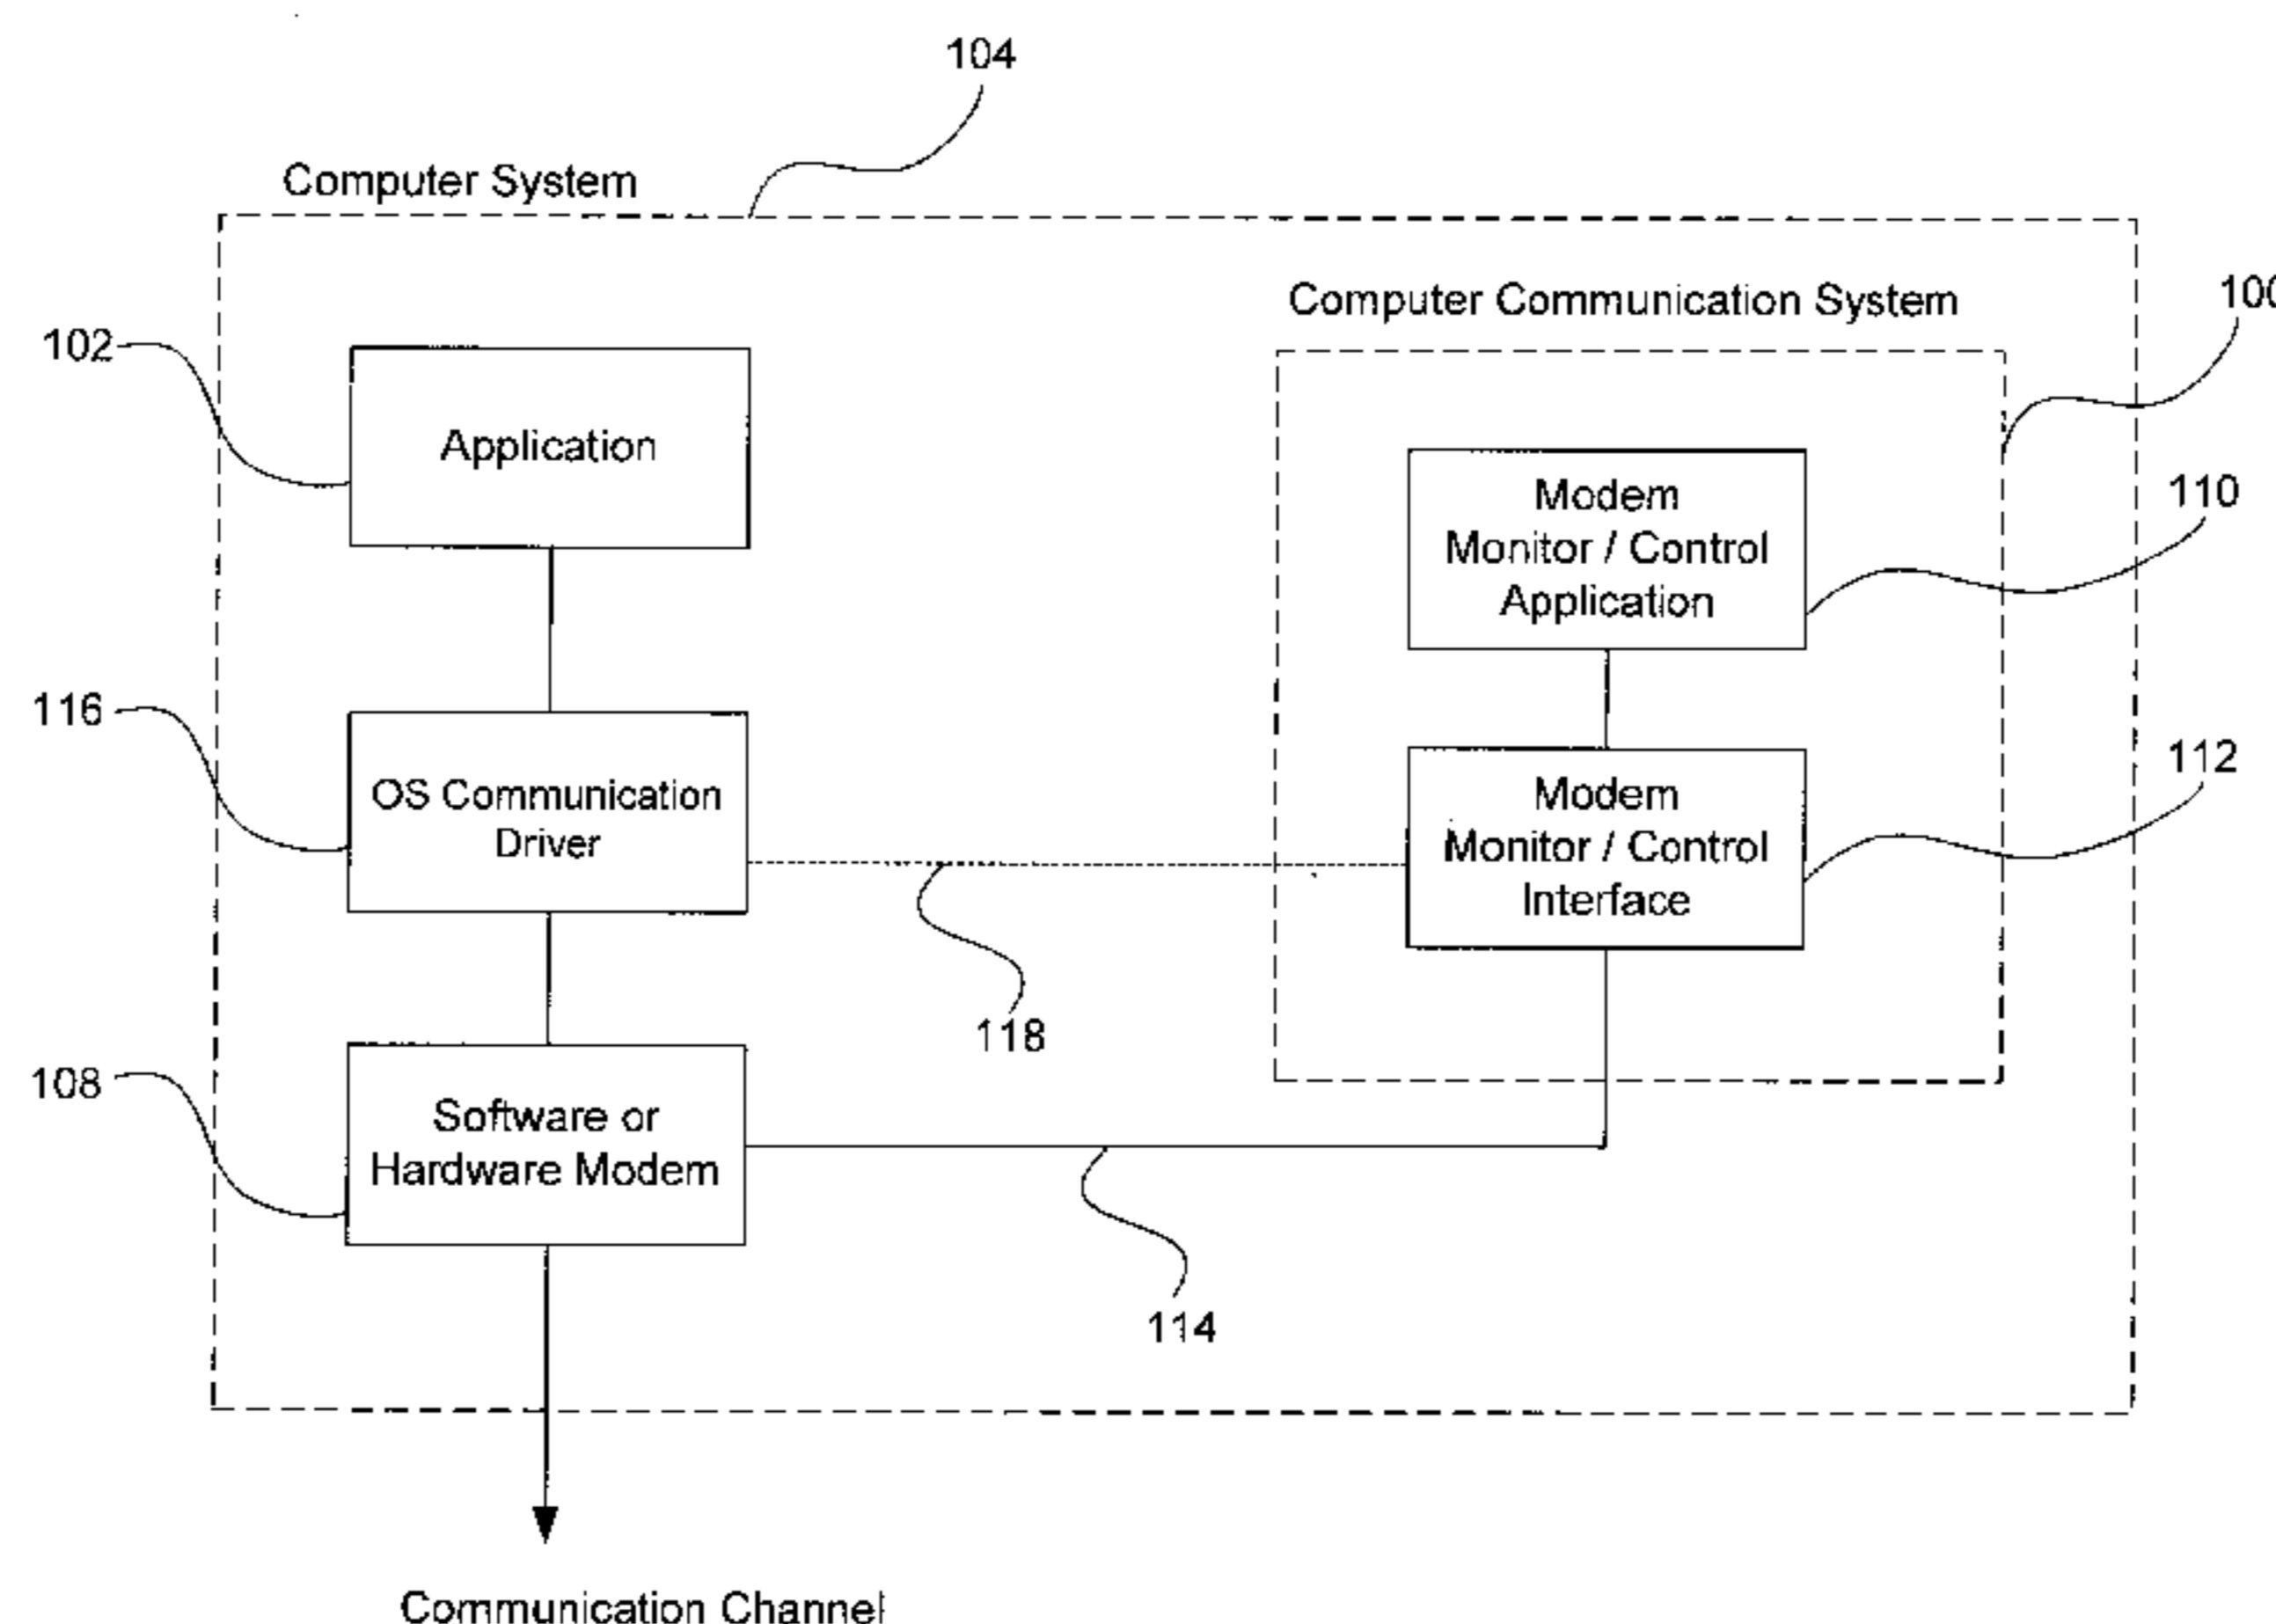 104
Computer System
Computer Communication System
100
102
Application
Modem
Monitor / Control
Application
110
116
OS Communication
Driver
Modem
Monitor / Control
Interface
112
118
108
Software or
Hardware Modem
114
Communication Channel